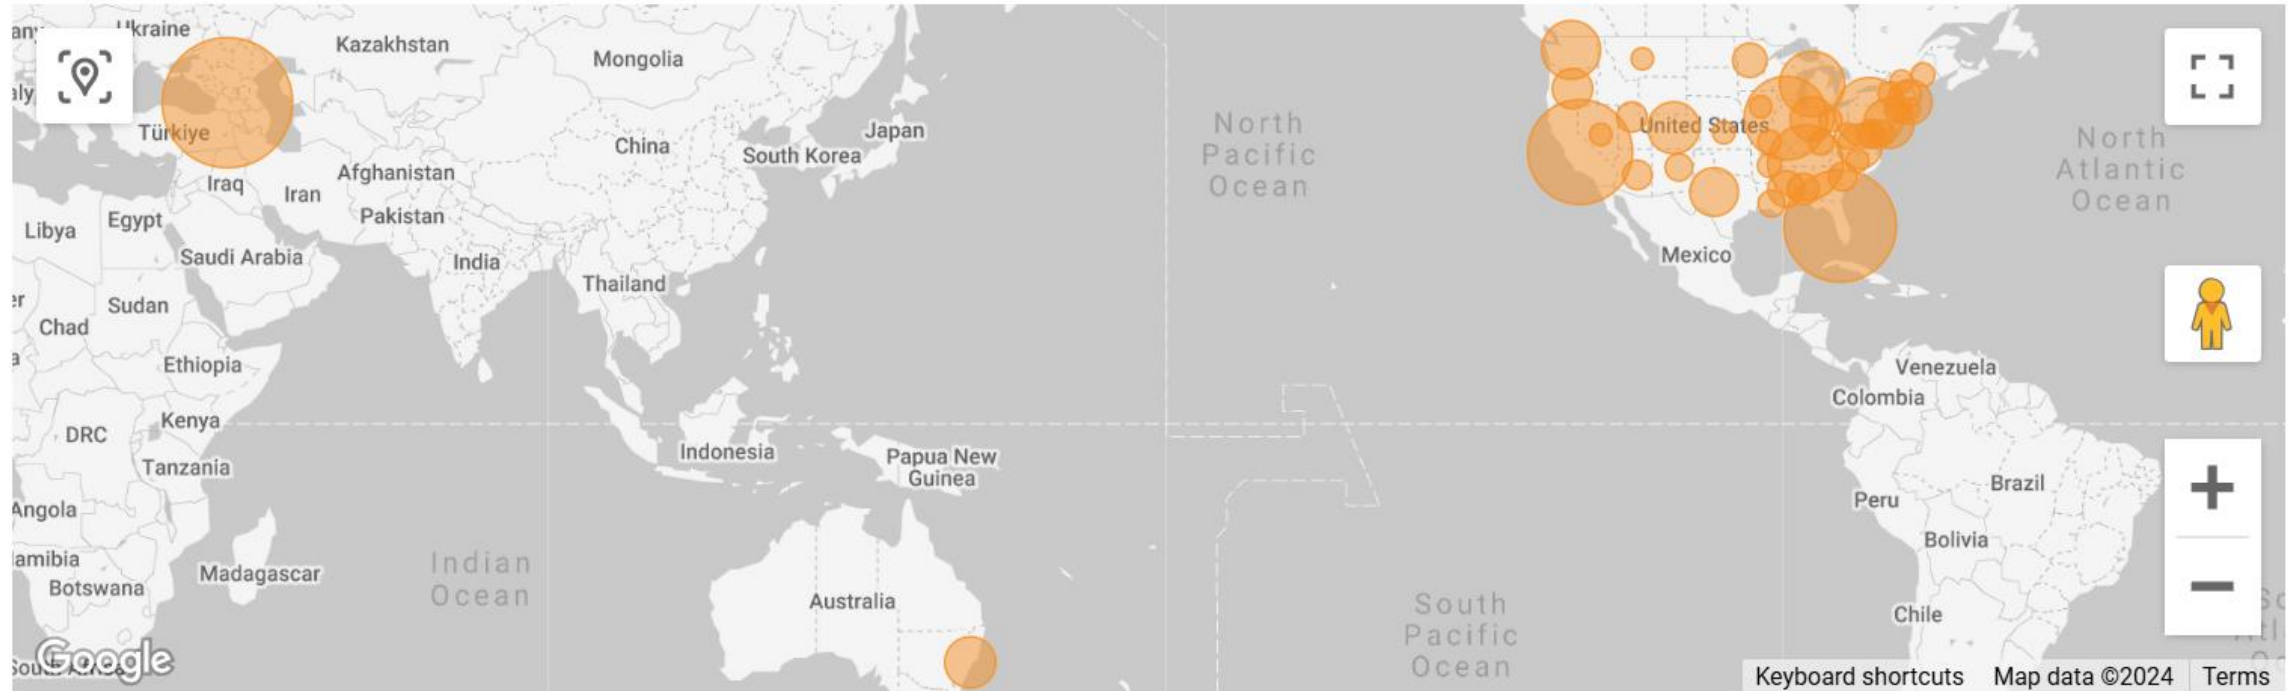 Ukraine
Kazakhstan
Mongolia
Türkiye
Japan
China
South Korea
Afghanistan
Iraq
Iran
Pakistan
Libya
Egypt
Saudi Arabia
India
Thailand
Sudan
Chad
Ethiopia
Kenya
DRC
Tanzania
Indonesia
Papua New
Guinea
Angola
Madagascar
Botswana
Indian
Ocean
Australia
North
Pacific
Ocean
United States
Mexico
North
Atlantic
Ocean
Venezuela
Colombia
Brazil
Peru
Bolivia
Chile
South
Pacific
Ocean
Google
Keyboard shortcuts Map data ©2024 Terms